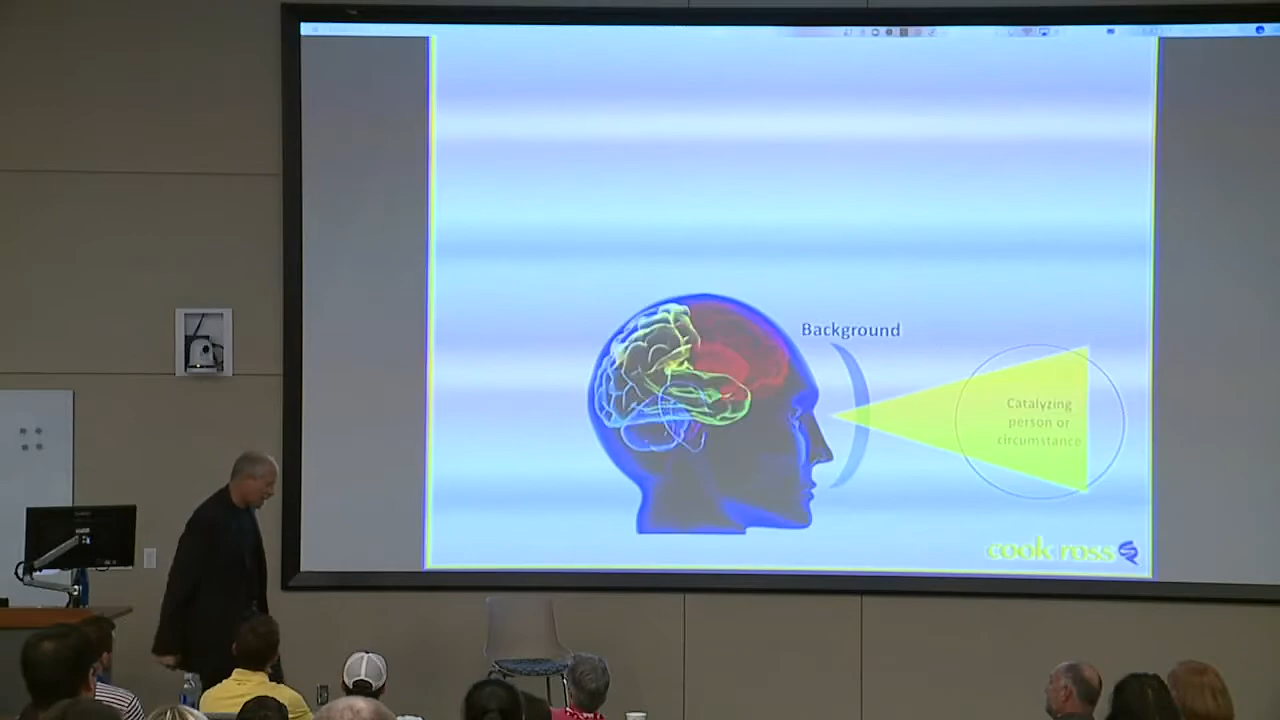 Background
Catalyzing
person or
circumstance
cook ross